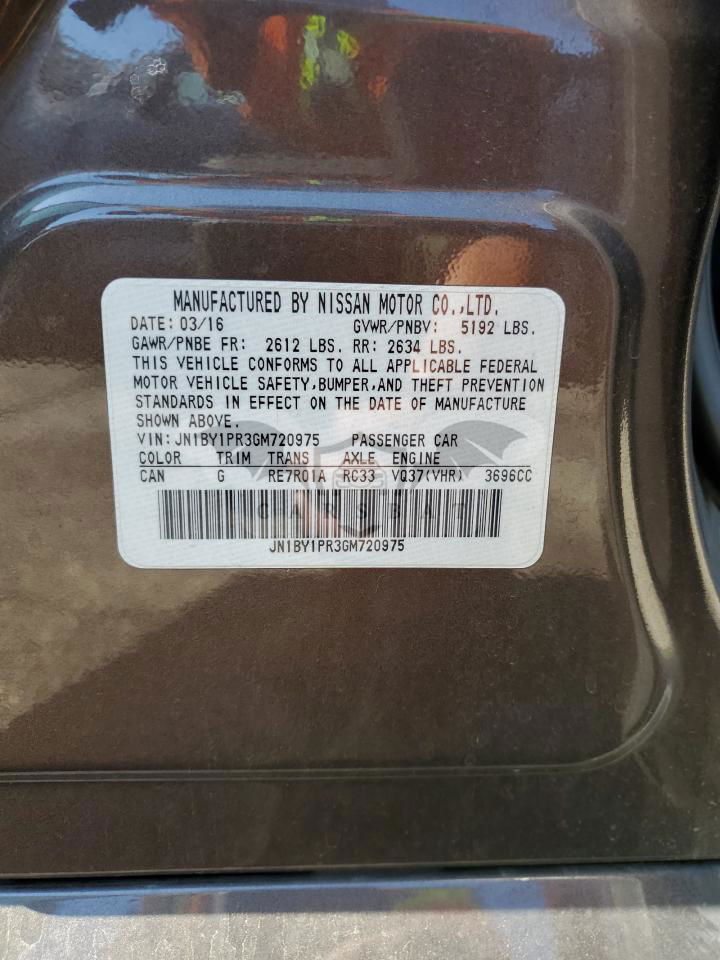 MANUFACTURED BY NISSAN MOTOR CO.,LTD.
DATE: 03/16 GVWR/PNBV: 5192 LBS.
GAWR/PNBE FR: 2612 LBS. RR: 2634 LBS.
THIS VEHICLE CONFORMS TO ALL APPLICABLE FEDERAL
MOTOR VEHICLE SAFETY,BUMPER,AND THEFT PREVENTION
STANDARDS IN EFFECT ON THE DATE OF MANUFACTURE
SHOWN ABOVE.
VIN:JN1BY1PR3GM720975 PASSENGER CAR
COLOR TRIM TRANS AXLE ENGINE
CAN G RE7R01A RC33 VQ37(VHR) 3696CC
CARSBAT
JN1BY1PR3GM720975